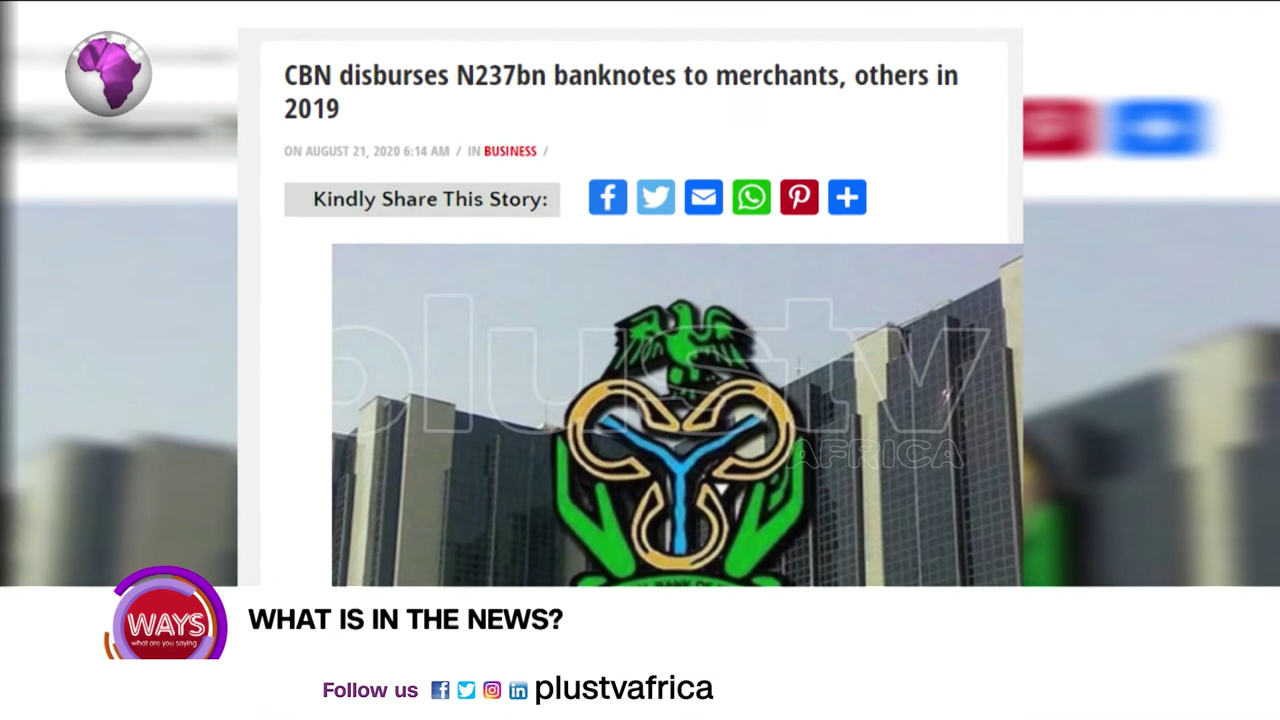 CBN disburses N237bn banknotes to merchants, others in
2019
ON AUGUST 21, 2020 6:14 AM / IN BUSINESS /
Kindly Share This Story:
plustv
AFRICA
WAYS
what are you saying
WHAT IS IN THE NEWS?
Follow us plustvafrica